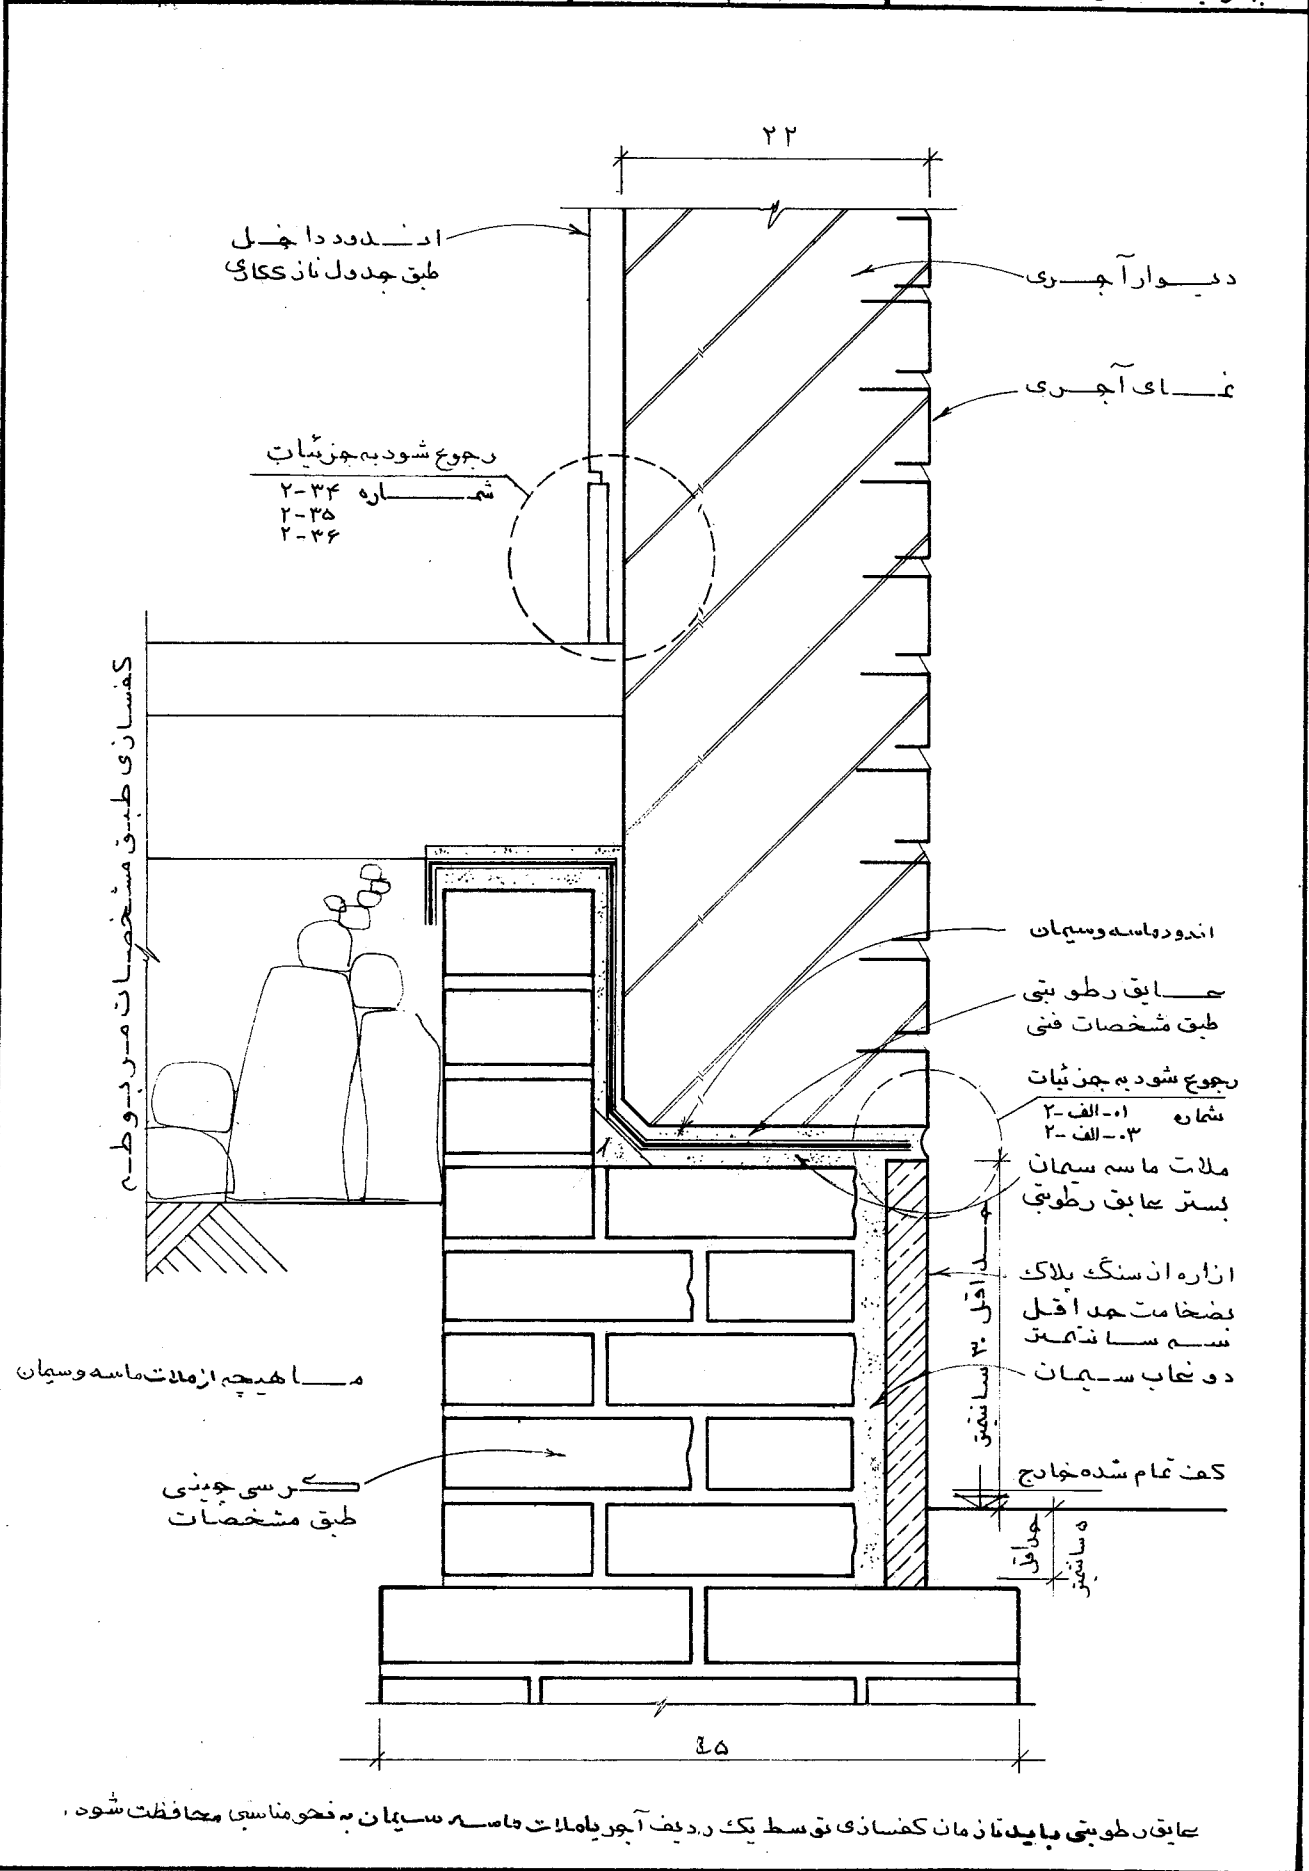 ۲۲
اندود داخل
طبق جدول نازک‌کاری
دیوار آجری
نمای آجری
رجوع شود به جزئیات
شماره ۲-۳۴
۲-۳۵
۲-۳۶
کفسازی طبق مشخصات مربوطه
اندود ماسه و سیمان
عایق رطوبتی
طبق مشخصات فنی
رجوع شود به جزئیات
شماره ۰۱-الف-۲
۰۳-الف-۲
ملات ماسه سیمان
بستر عایق رطوبتی
حداقل ۳۰ سانتیمتر
ازاره از سنگ پلاک
بضخامت حداقل
سه سانتیمتر
دوغاب سیمان
ماهیچه از ملات ماسه و سیمان
کرسی چینی
طبق مشخصات
کف تمام شده خارج
حداقل
۵ سانتیمتر
عایق رطوبتی باید تا زمان کفسازی توسط یک ردیف آجر یا ملات ماسه سیمان به نحو مناسبی محافظت شود.